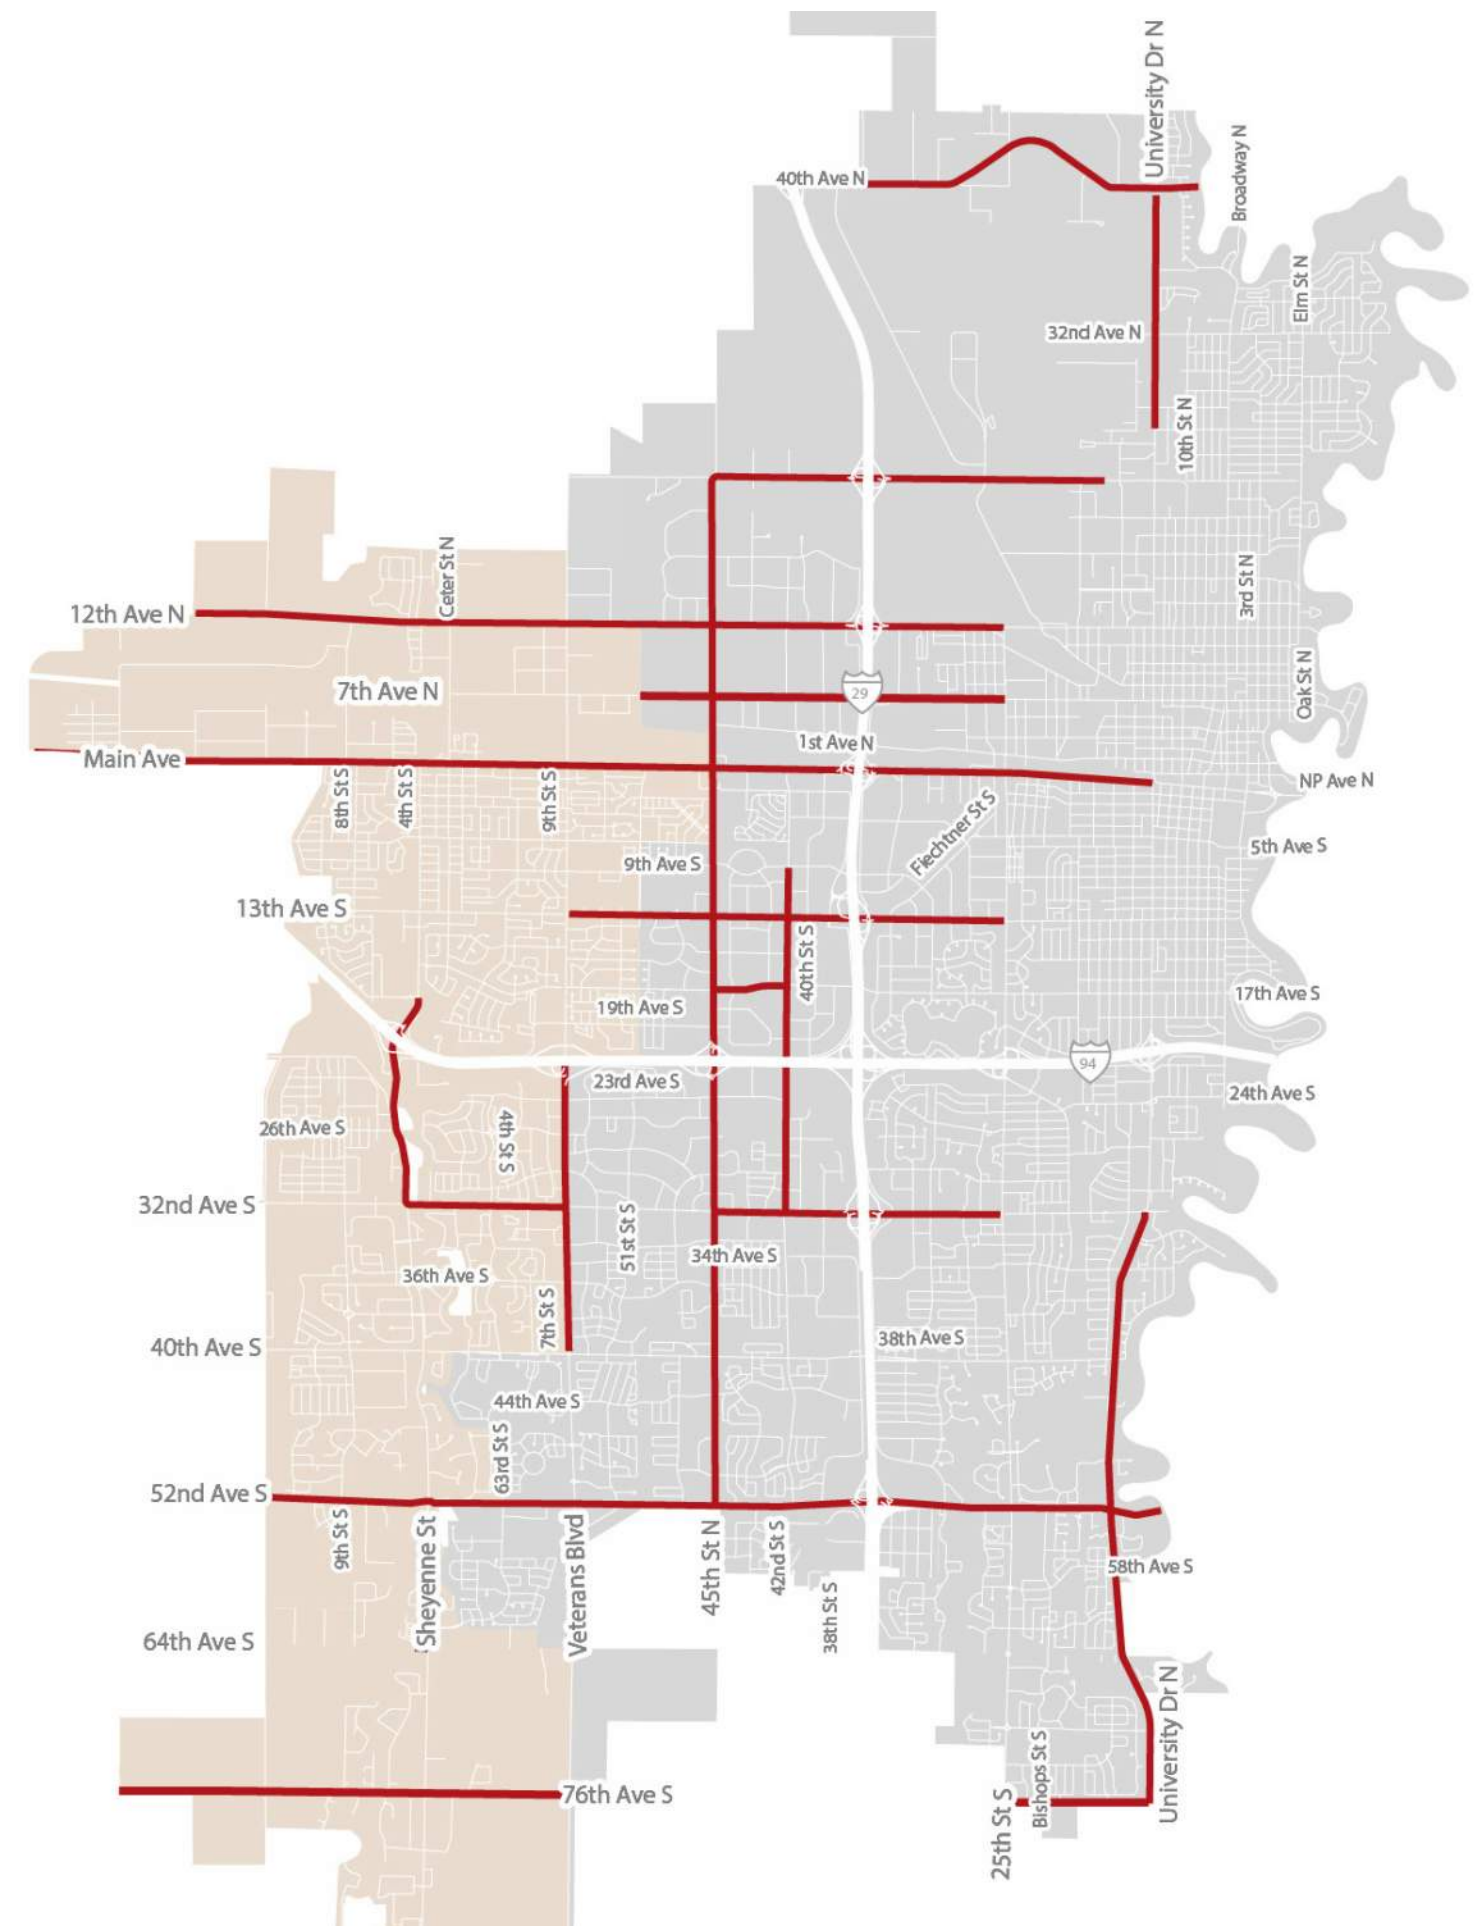 University Dr N
Broadway N
40th Ave N
Elm St N
32nd Ave N
10th St N
Ceter St N
3rd St N
12th Ave N
7th Ave N
29
Oak St N
1st Ave N
Main Ave
NP Ave N
8th St S
4th St S
9th St S
Fiechtner St S
5th Ave S
9th Ave S
13th Ave S
40th St S
17th Ave S
19th Ave S
94
23rd Ave S
24th Ave S
26th Ave S
4th St S
32nd Ave S
51st St S
34th Ave S
36th Ave S
7th St S
38th Ave S
40th Ave S
44th Ave S
63rd St S
52nd Ave S
9th St S
Sheyenne St
Veterans Blvd
45th St N
42nd St S
38th St S
58th Ave S
64th Ave S
University Dr N
76th Ave S
25th St S
Bishops St S